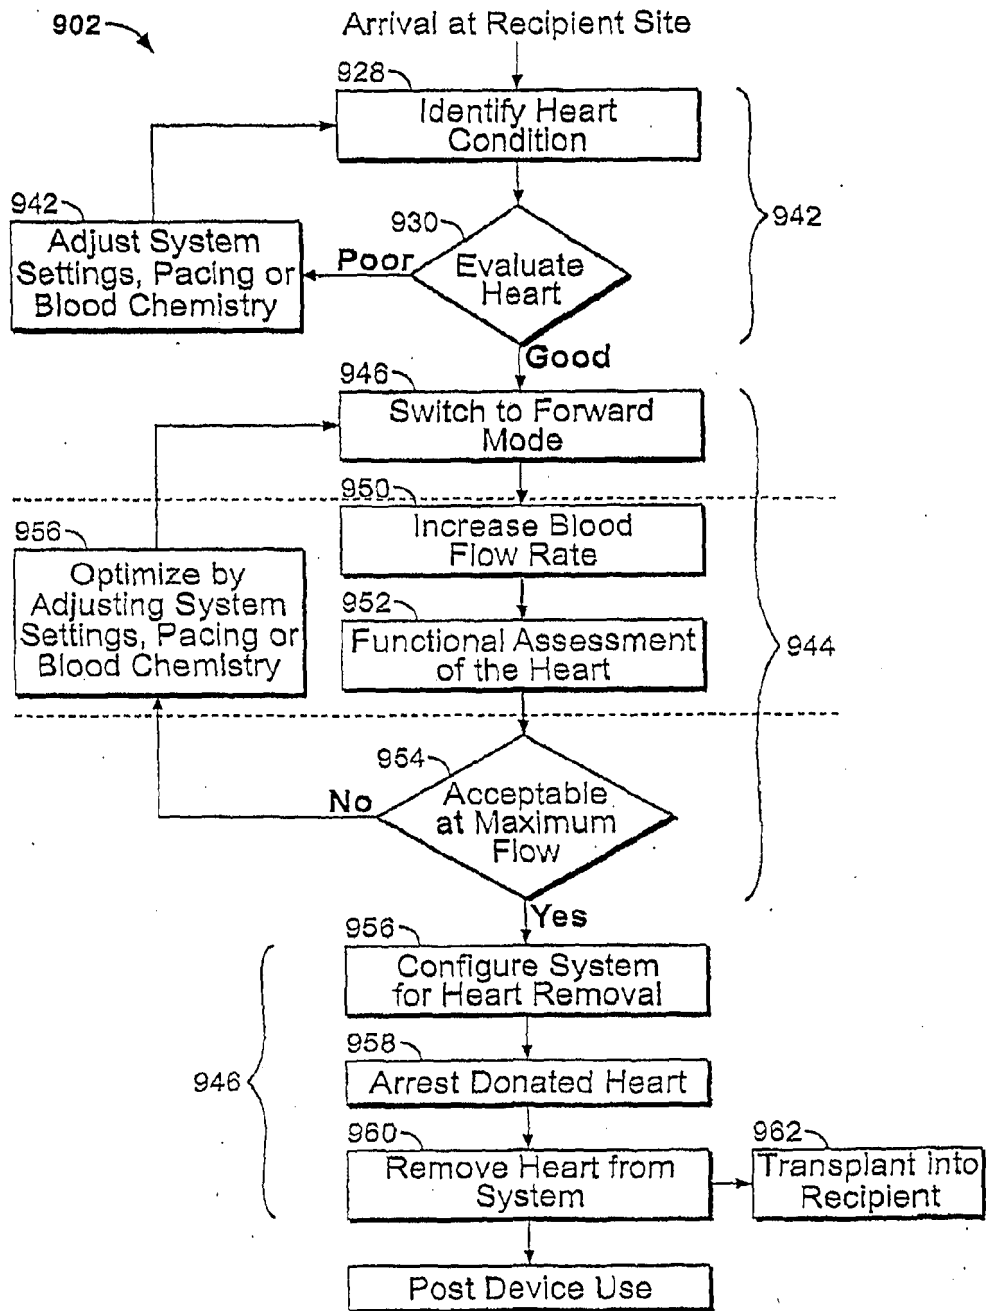 902
Arrival at Recipient Site
928
Identify Heart
Condition
942
942
Adjust System
Settings, Pacing or
Blood Chemistry
930
Poor
Evaluate
Heart
Good
946
Switch to Forward
Mode
950
Increase Blood
Flow Rate
956
Optimize by
Adjusting System
Settings, Pacing or
Blood Chemistry
952
Functional Assessment
of the Heart
944
954
No
Acceptable
at Maximum
Flow
Yes
956
Configure System
for Heart Removal
958
Arrest Donated Heart
946
960
Remove Heart from
System
962
Transplant into
Recipient
Post Device Use